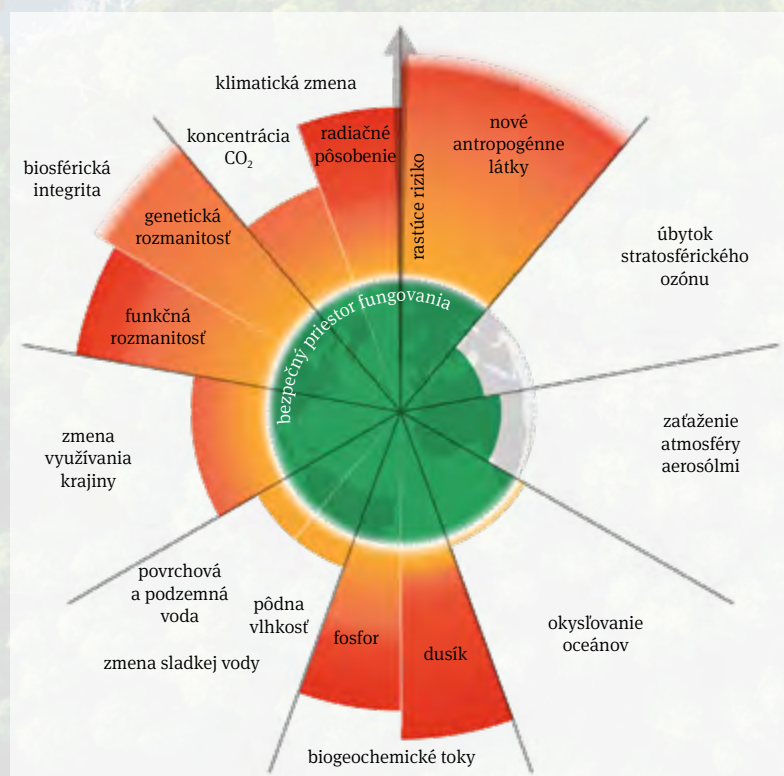 klimatická zmena
koncentrácia
CO₂
radiačné
pôsobenie
rastúce riziko
nové
antropogénne
látky
úbytok
stratosférického
ozónu
zaťaženie
atmosféry
aerosólmi
okysľovanie
oceánov
biogeochemické toky
dusík
fosfor
zmena sladkej vody
pôdna
vlhkosť
povrchová
a podzemná
voda
zmena
využívania
krajiny
biosférická
integrita
funkčná
rozmanitosť
genetická
rozmanitosť
bezpečný priestor fungovania